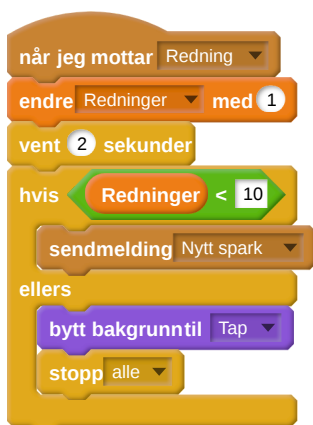 når jeg mottar Redning
endre Redninger med 1
vent 2 sekunder
hvis Redninger < 10
sendmelding Nytt spark
ellers
bytt bakgrunntil Tap
stopp alle